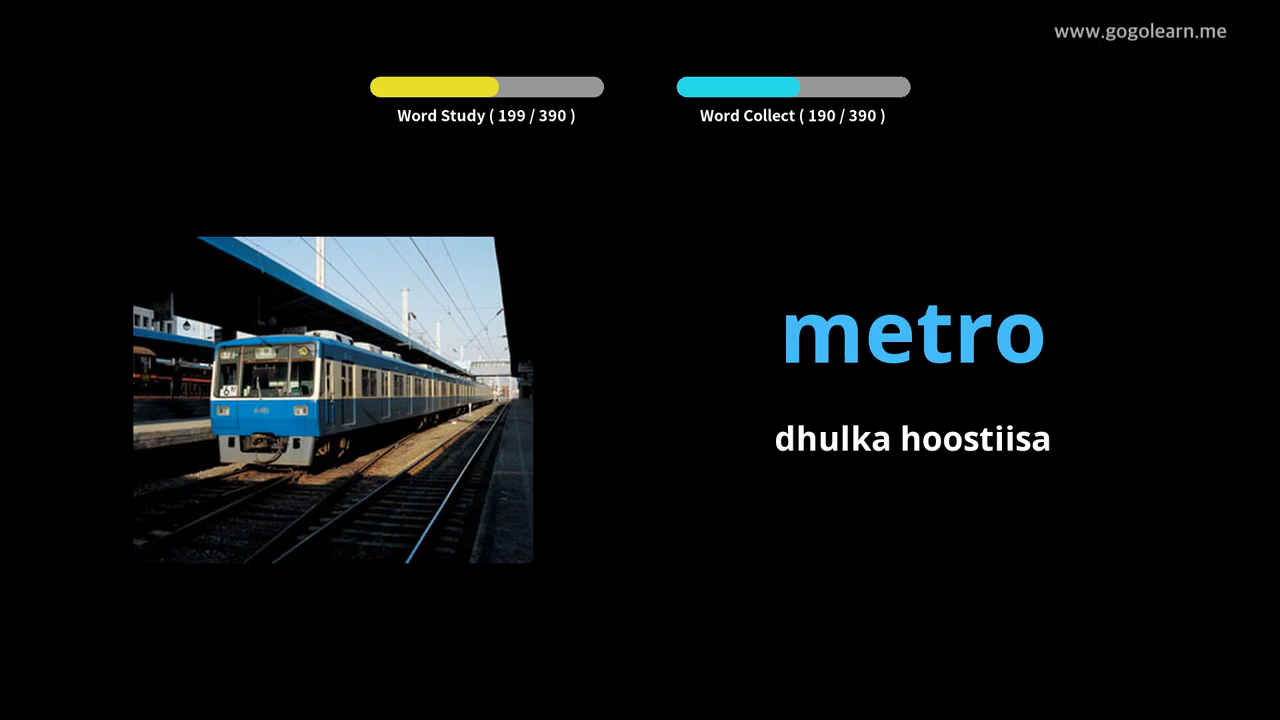 www.gogolearn.me
Word Study ( 199 / 390 )
Word Collect ( 190 / 390 )
metro
dhulka hoostiisa